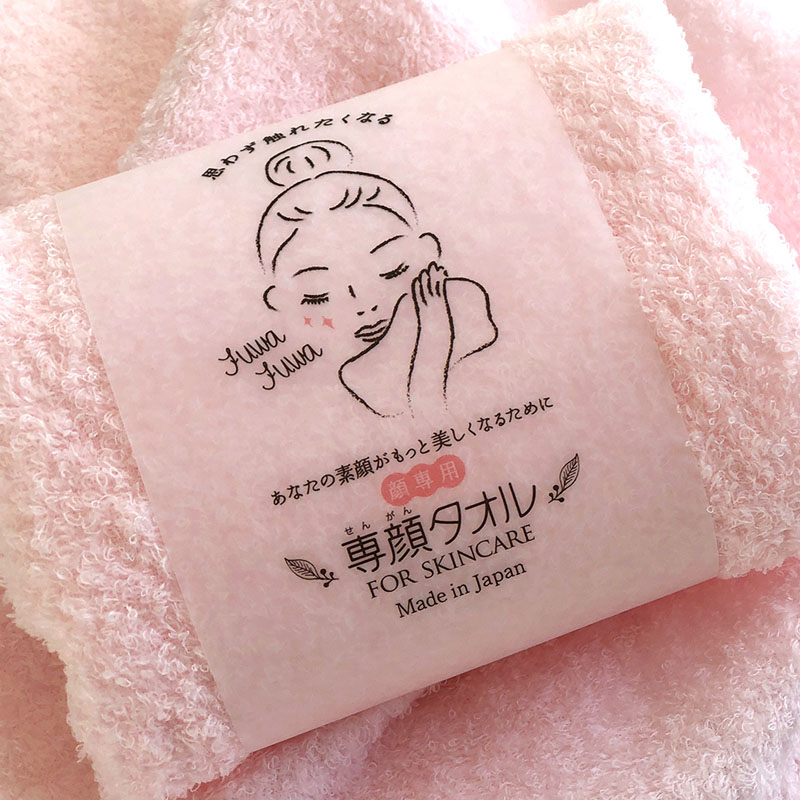 思わず触れたくなる
fuwa
fuwa
あなたの素顔がもっと美しくなるために
顔専用
せんがん
専顔タオル
FOR SKINCARE
Made in Japan